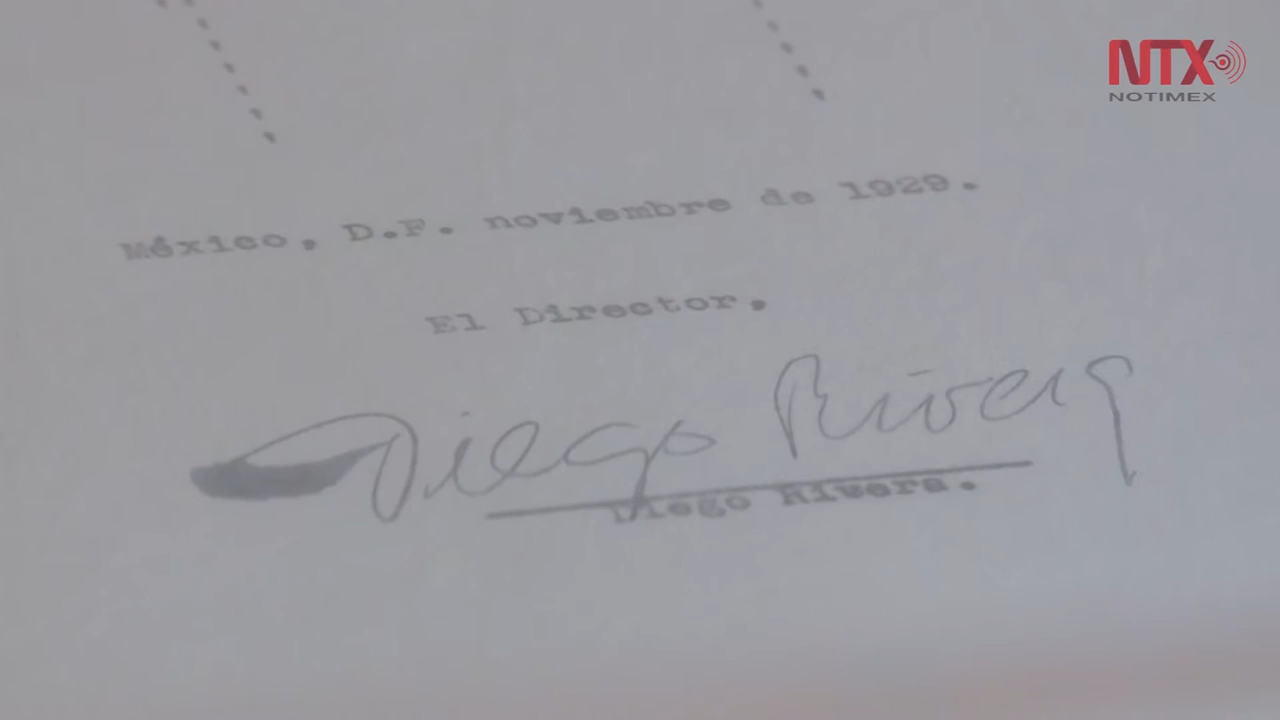 NTX
NOTIMEX
México, D.F. noviembre de 1929.
El Director,
Diego Rivera
Diego Rivera.